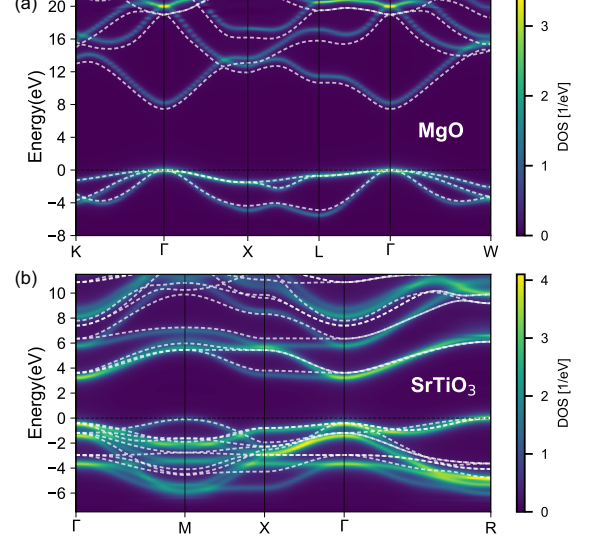 (a)
20
16
12
8
4
0
−4
−8
Energy(eV)
MgO
K Γ X L Γ W
3
2
1
0
DOS [1/eV]
(b)
10
8
6
4
2
0
−2
−4
−6
Energy(eV)
SrTiO₃
Γ M X Γ R
4
3
2
1
0
DOS [1/eV]